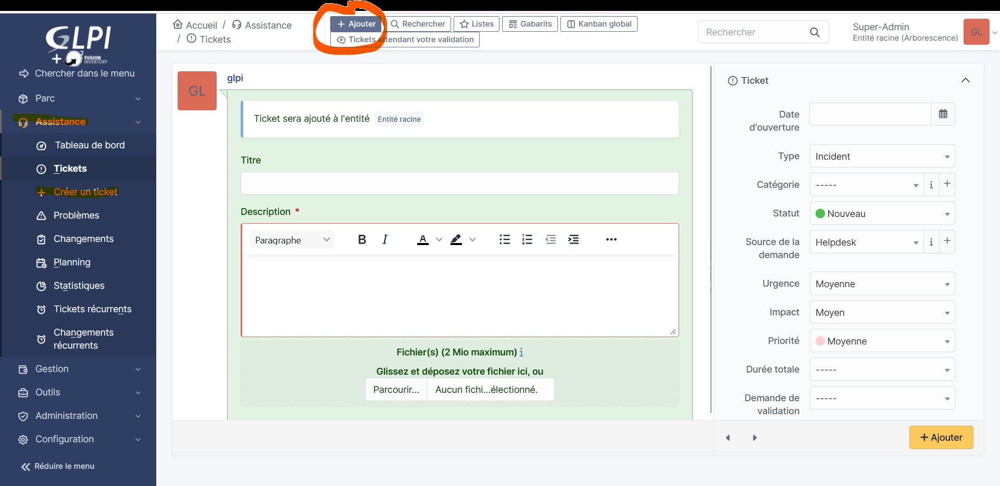 GLPI
+ FUSION
INVENTORY
Chercher dans le menu
Parc
Assistance
Tableau de bord
Tickets
+ Créer un ticket
Problèmes
Changements
Planning
Statistiques
Tickets récurrents
Changements
récurrents
Gestion
Outils
Administration
Configuration
Réduire le menu
Accueil / Assistance
/ Tickets
+ Ajouter
Rechercher
Listes
Gabarits
Kanban global
Tickets attendant votre validation
Rechercher
Super-Admin
Entité racine (Arborescence)
GL
GL
glpi
Ticket sera ajouté à l'entité Entité racine
Titre
Description *
Paragraphe B I A
Fichier(s) (2 Mio maximum) i
Glissez et déposez votre fichier ici, ou
Parcourir... Aucun fichi...électionné.
Ticket
Date
d'ouverture
Type Incident
Catégorie ----- i +
Statut Nouveau
Source de la
demande
Helpdesk i +
Urgence Moyenne
Impact Moyen
Priorité Moyenne
Durée totale -----
Demande de
validation
-----
+ Ajouter